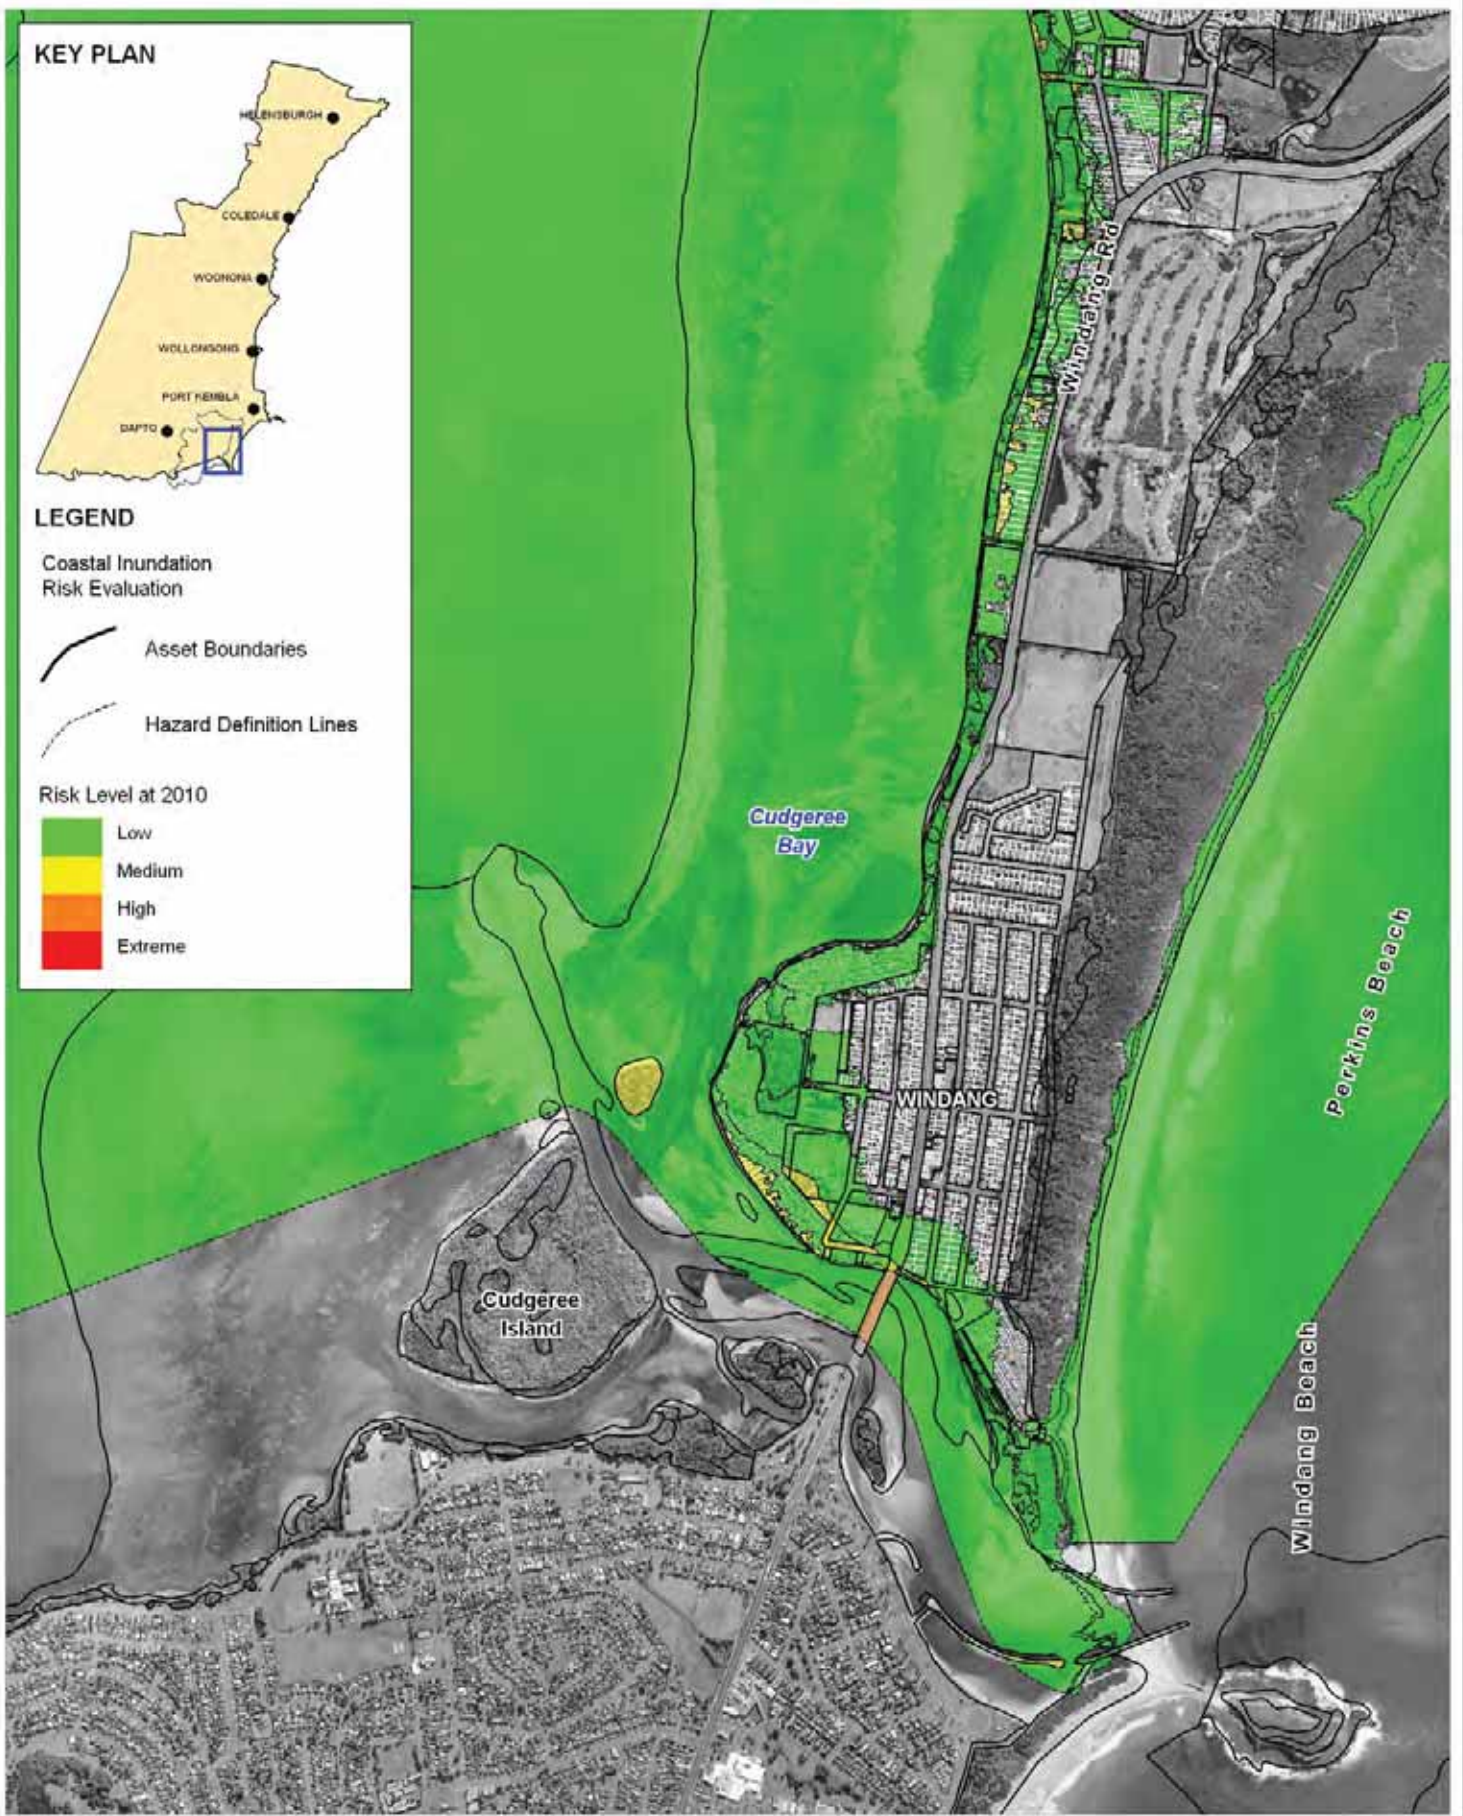 KEY PLAN
HELENSBURGH
COLEDALE
WOONONA
WOLLONGONG
PORT KEMBLA
DAPTO
LEGEND
Coastal Inundation
Risk Evaluation
Asset Boundaries
Hazard Definition Lines
Risk Level at 2010
Low
Medium
High
Extreme
Windang Rd
Cudgeree
Bay
Perkins Beach
WINDANG
Cudgeree
Island
Windang Beach